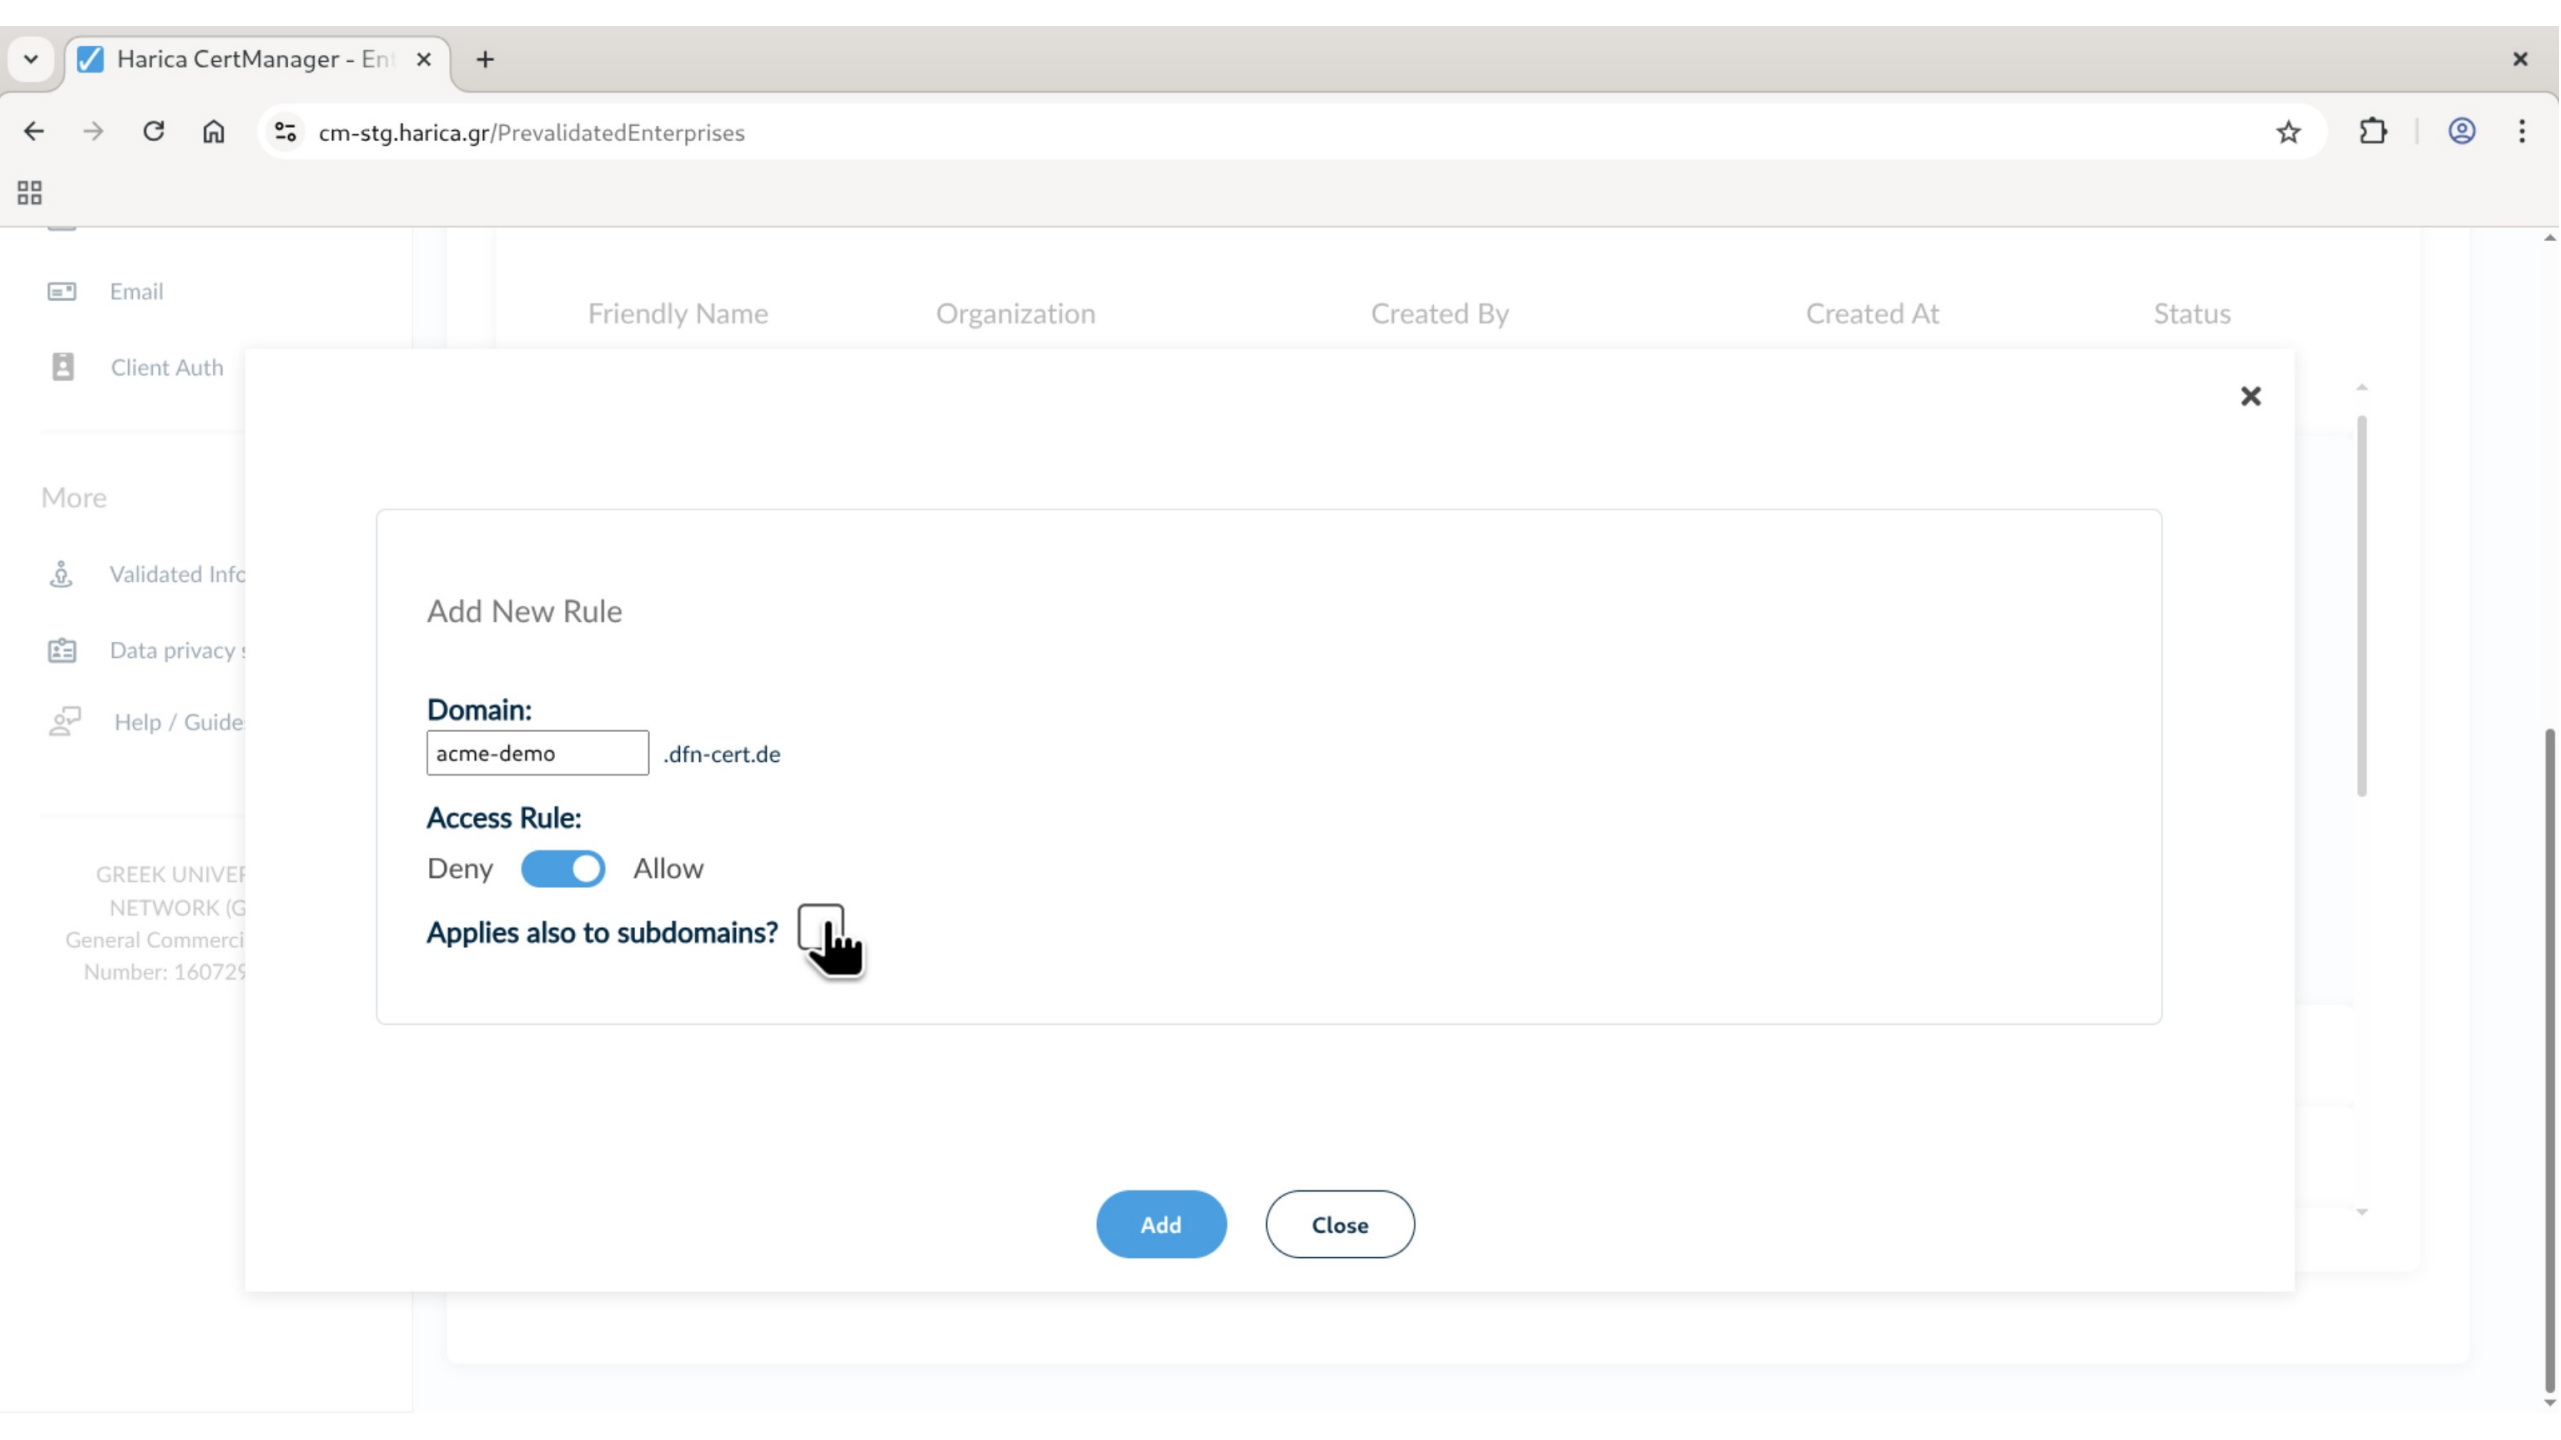 Harica CertManager - Ent
cm-stg.harica.gr/PrevalidatedEnterprises
Email
Client Auth
More
Validated Info
Data privacy s
Help / Guide
GREEK UNIVER
NETWORK (G
General Commerci
Number: 160729
Friendly Name Organization Created By Created At Status
Add New Rule
Domain:
acme-demo .dfn-cert.de
Access Rule:
Deny Allow
Applies also to subdomains?
Add Close